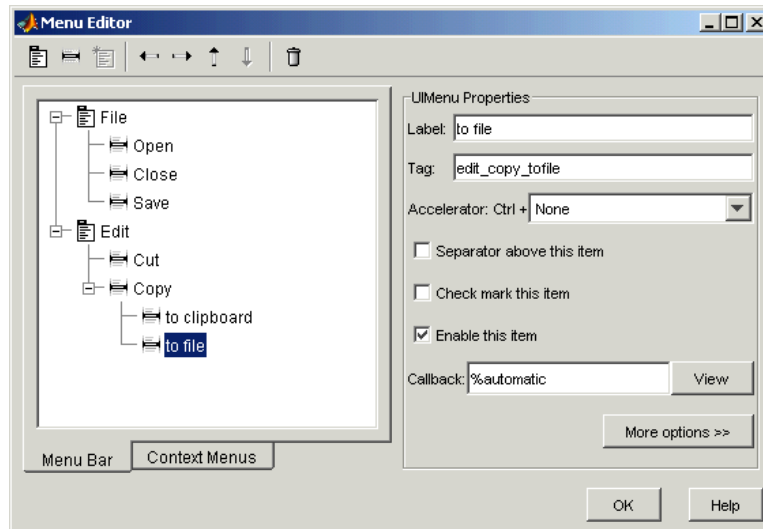 Menu Editor
File
Open
Close
Save
Edit
Cut
Copy
to clipboard
to file
Menu Bar
Context Menus
UIMenu Properties
Label: to file
Tag: edit_copy_tofile
Accelerator: Ctrl + None
Separator above this item
Check mark this item
Enable this item
Callback: %automatic View
More options >>
OK Help